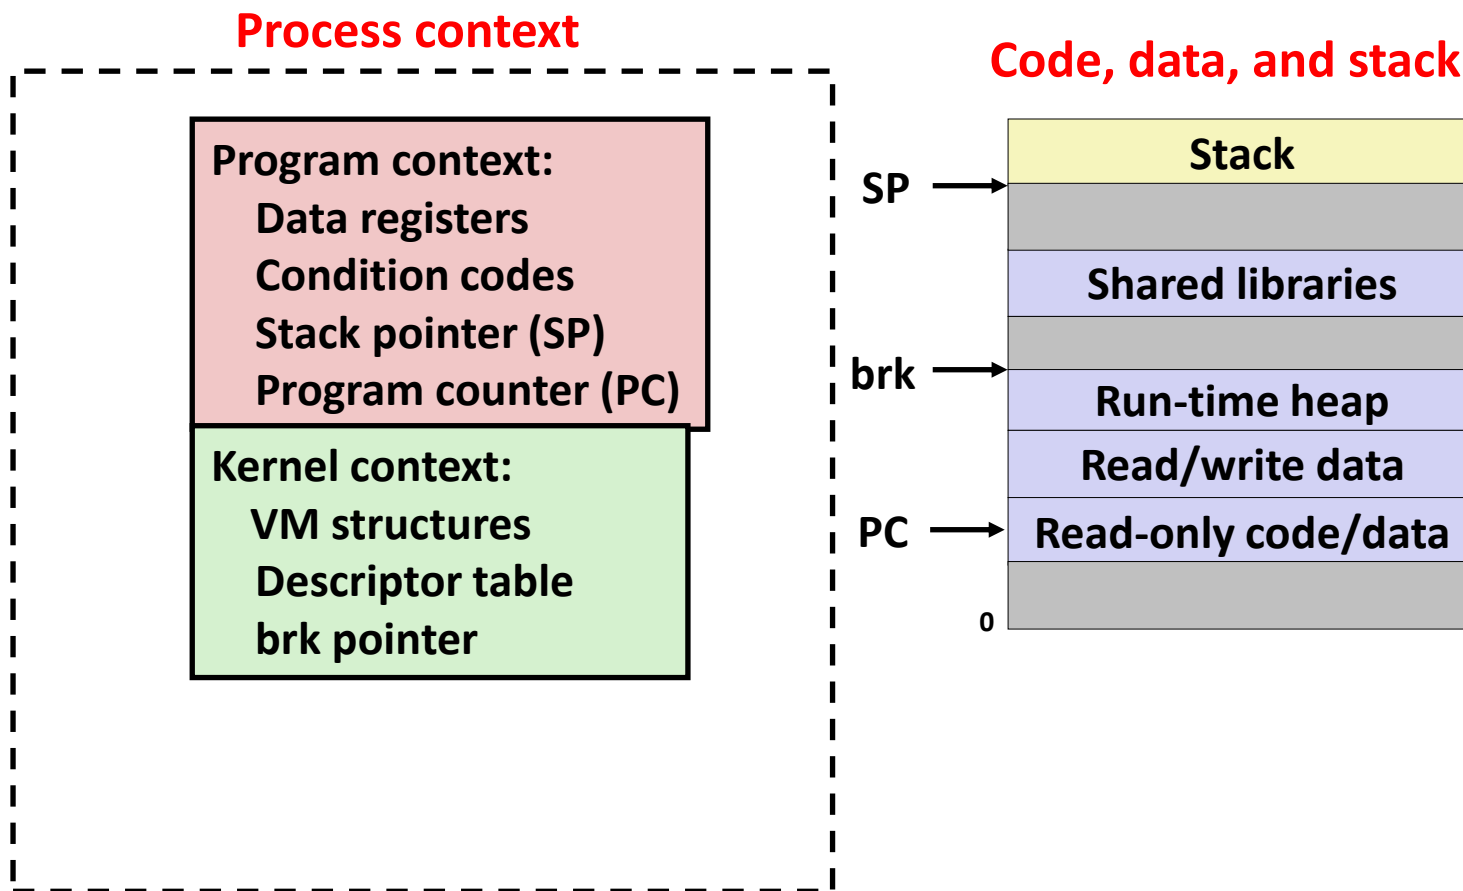 Process context
Program context:
Data registers
Condition codes
Stack pointer (SP)
Program counter (PC)
Kernel context:
VM structures
Descriptor table
brk pointer
Code, data, and stack
Stack
SP
Shared libraries
brk
Run-time heap
Read/write data
PC
Read-only code/data
0